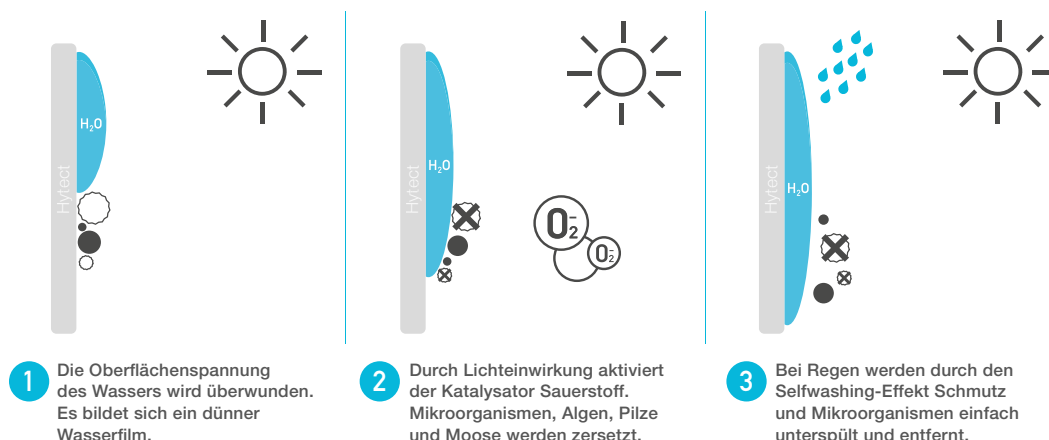 H₂O
Hytect
H₂O
Hytect
O₂⁻
O₂⁻
H₂O
1
Die Oberflächenspannung
des Wassers wird überwunden.
Es bildet sich ein dünner
Wasserfilm.
2
Durch Lichteinwirkung aktiviert
der Katalysator Sauerstoff.
Mikroorganismen, Algen, Pilze
und Moose werden zersetzt.
3
Bei Regen werden durch den
Selfwashing-Effekt Schmutz
und Mikroorganismen einfach
unterspült und entfernt.